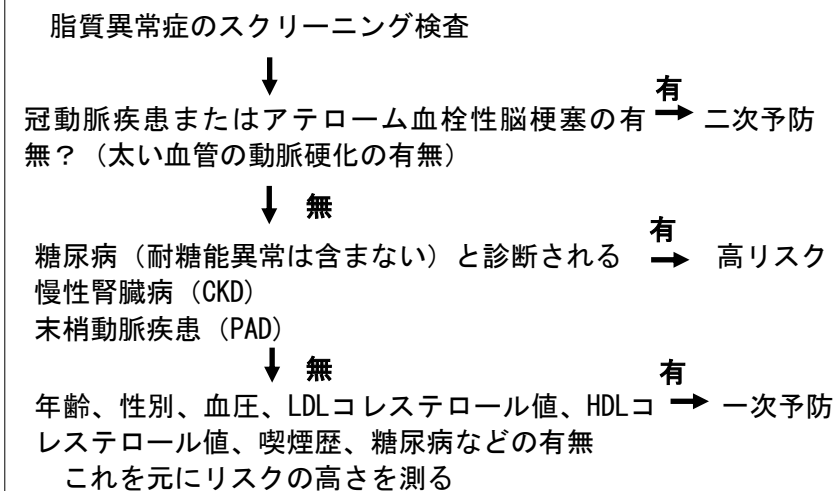 脂質異常症のスクリーニング検査
有
冠動脈疾患またはアテローム血栓性脳梗塞の有 二次予防
無？（太い血管の動脈硬化の有無）
無
有
糖尿病（耐糖能異常は含まない）と診断される 高リスク
慢性腎臓病（CKD）
末梢動脈疾患（PAD）
無
有
年齢、性別、血圧、LDLコレステロール値、HDLコ 一次予防
レステロール値、喫煙歴、糖尿病などの有無
これを元にリスクの高さを測る